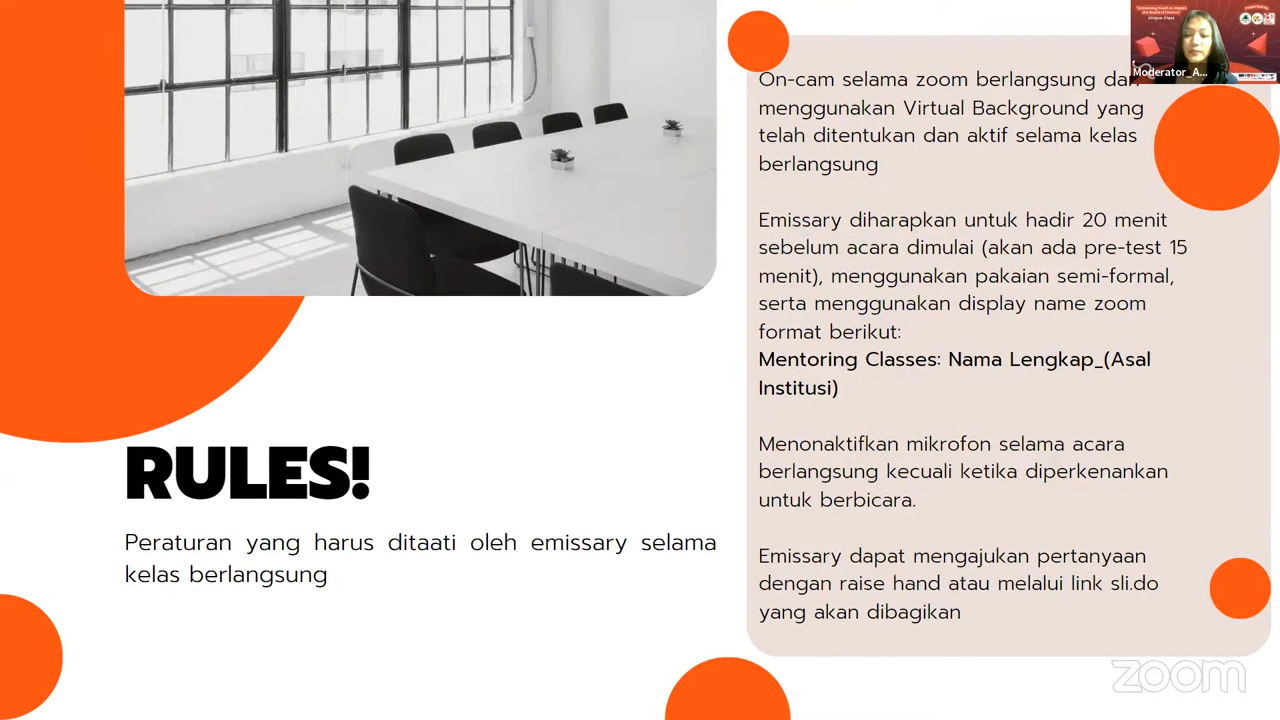 RULES!
Peraturan yang harus ditaati oleh emissary selama
kelas berlangsung
On-cam selama zoom berlangsung dan
menggunakan Virtual Background yang
telah ditentukan dan aktif selama kelas
berlangsung
Emissary diharapkan untuk hadir 20 menit
sebelum acara dimulai (akan ada pre-test 15
menit), menggunakan pakaian semi-formal,
serta menggunakan display name zoom
format berikut:
Mentoring Classes: Nama Lengkap_(Asal
Institusi)
Menonaktifkan mikrofon selama acara
berlangsung kecuali ketika diperkenankan
untuk berbicara.
Emissary dapat mengajukan pertanyaan
dengan raise hand atau melalui link sli.do
yang akan dibagikan
Moderator_A...
zoom